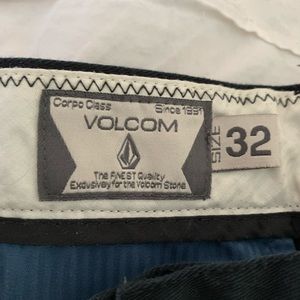 Corpo Class Since 1991
VOLCOM
The FINEST Quality
Exclusively for the Volcom Stone
SIZE 32